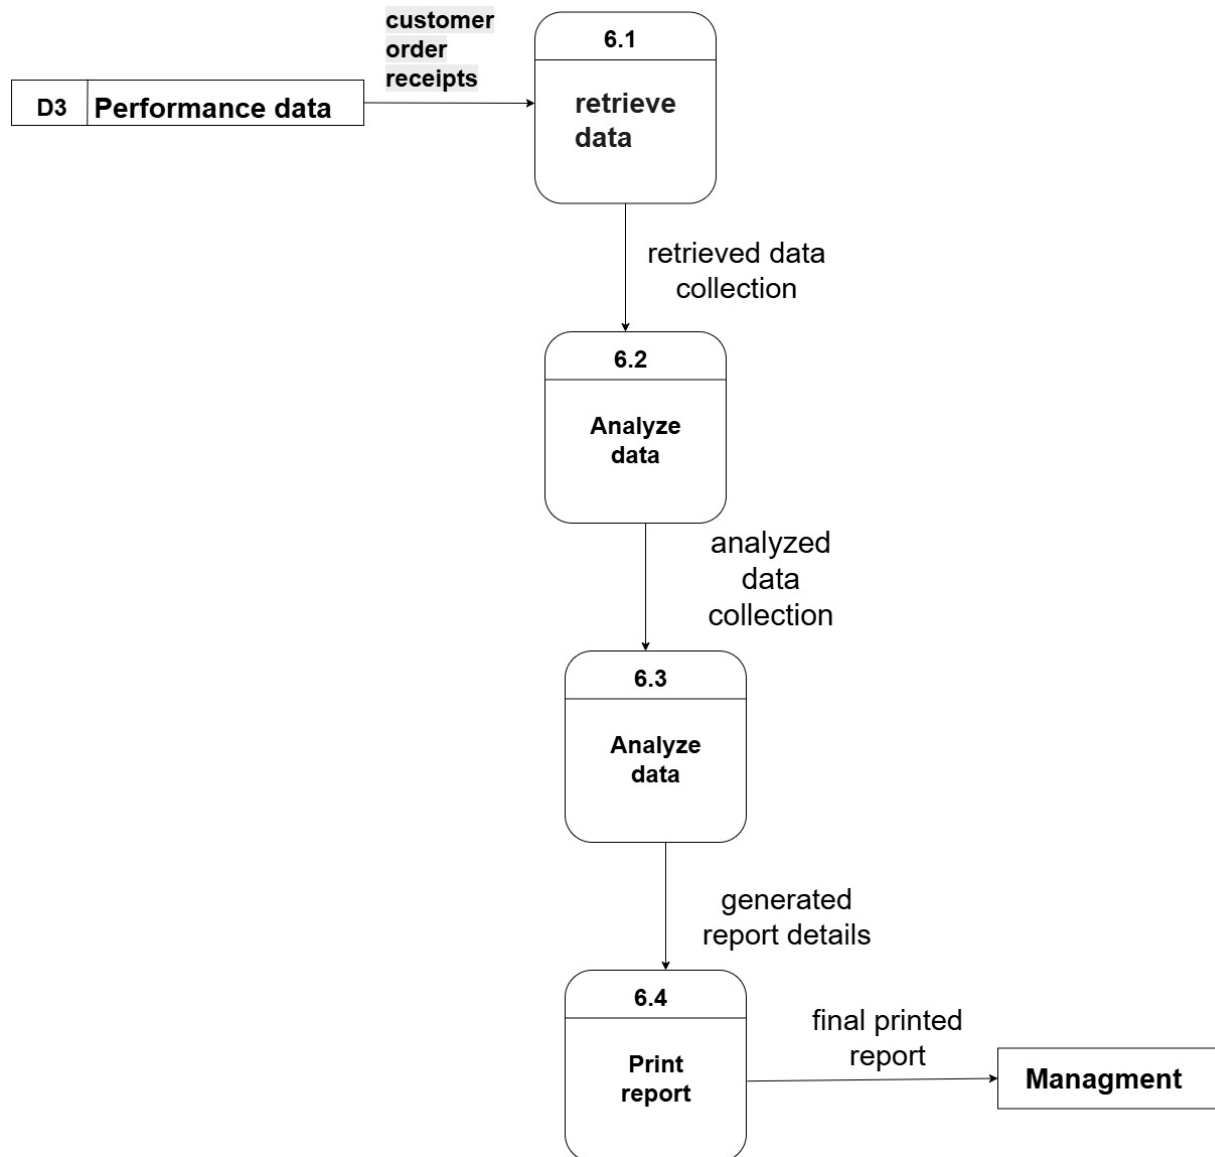 customer
order
receipts
6.1
D3 Performance data
retrieve
data
retrieved data
collection
6.2
Analyze
data
analyzed
data
collection
6.3
Analyze
data
generated
report details
6.4
final printed
report
Print
report
Managment